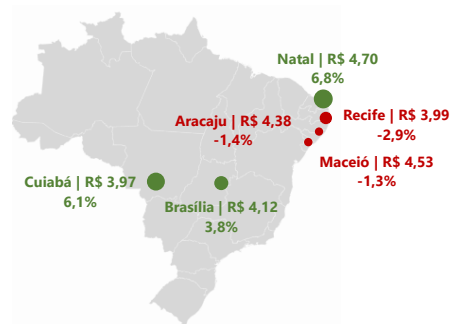 Natal | R$ 4,70
6,8%
Aracaju | R$ 4,38
-1,4%
Recife | R$ 3,99
-2,9%
Maceió | R$ 4,53
-1,3%
Cuiabá | R$ 3,97
6,1%
Brasília | R$ 4,12
3,8%